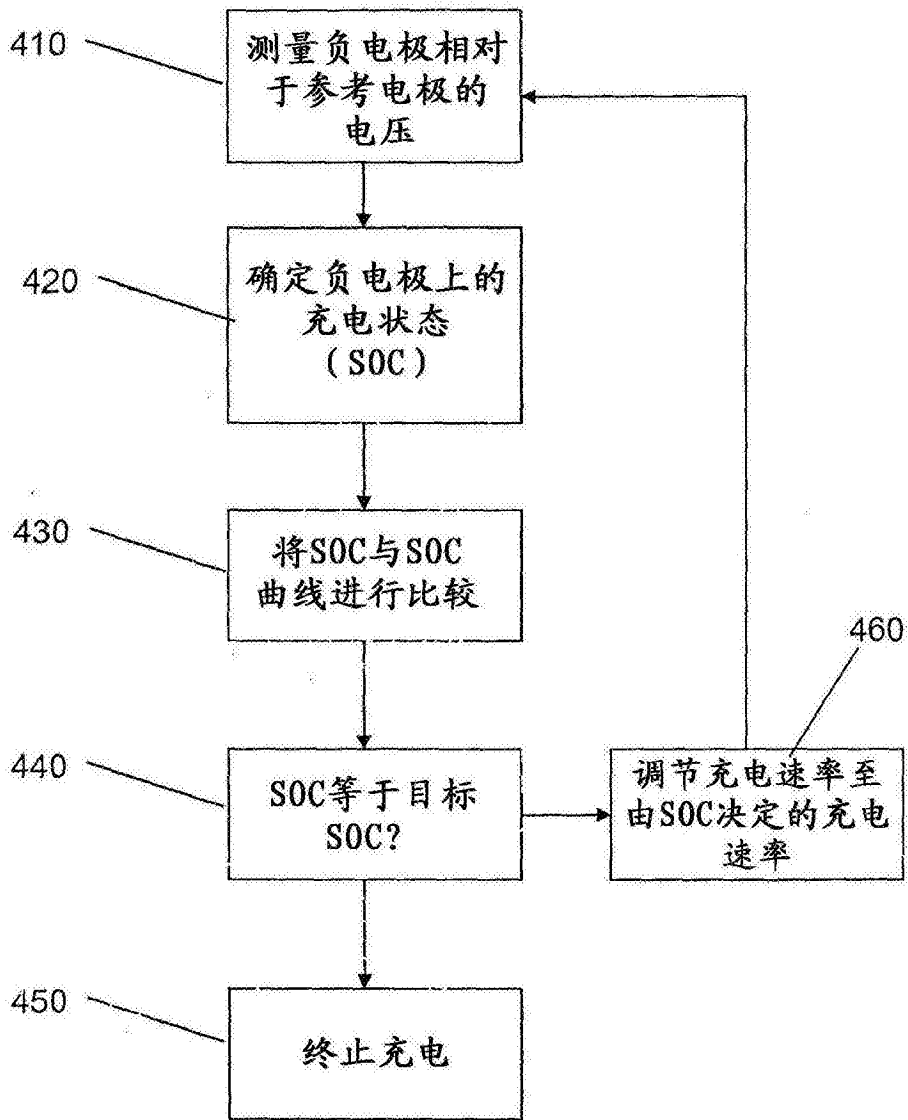 410
测量负电极相对
于参考电极的
电压
420
确定负电极上的
充电状态
(SOC)
430
将SOC与SOC
曲线进行比较
460
440
SOC等于目标
SOC?
调节充电速率至
由SOC决定的充电
速率
450
终止充电